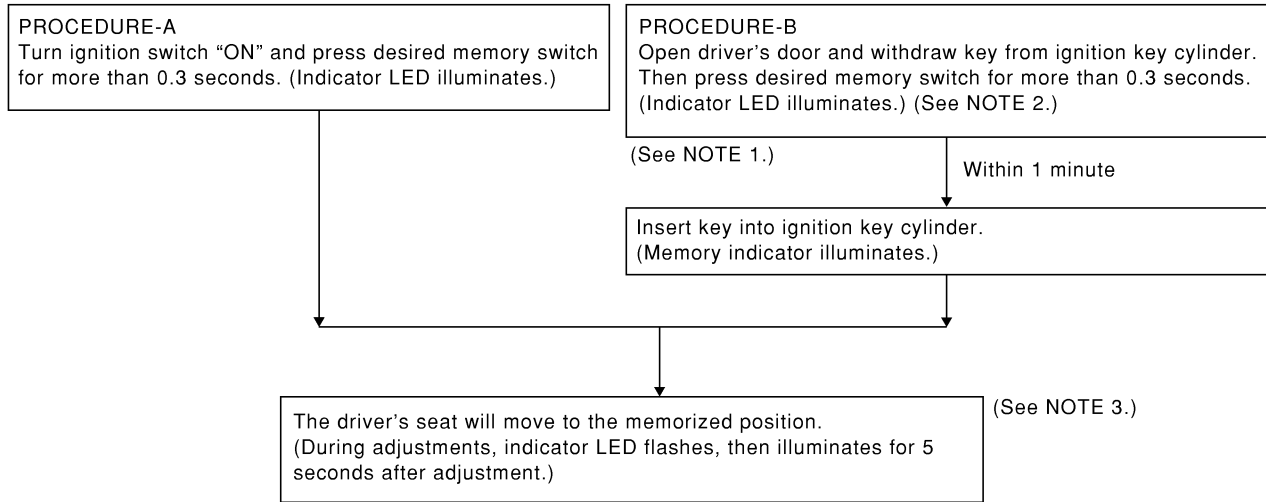 PROCEDURE-A
Turn ignition switch “ON” and press desired memory switch
for more than 0.3 seconds. (Indicator LED illuminates.)
PROCEDURE-B
Open driver’s door and withdraw key from ignition key cylinder.
Then press desired memory switch for more than 0.3 seconds.
(Indicator LED illuminates.) (See NOTE 2.)
(See NOTE 1.)
Within 1 minute
Insert key into ignition key cylinder.
(Memory indicator illuminates.)
The driver’s seat will move to the memorized position.
(During adjustments, indicator LED flashes, then illuminates for 5
seconds after adjustment.)
(See NOTE 3.)